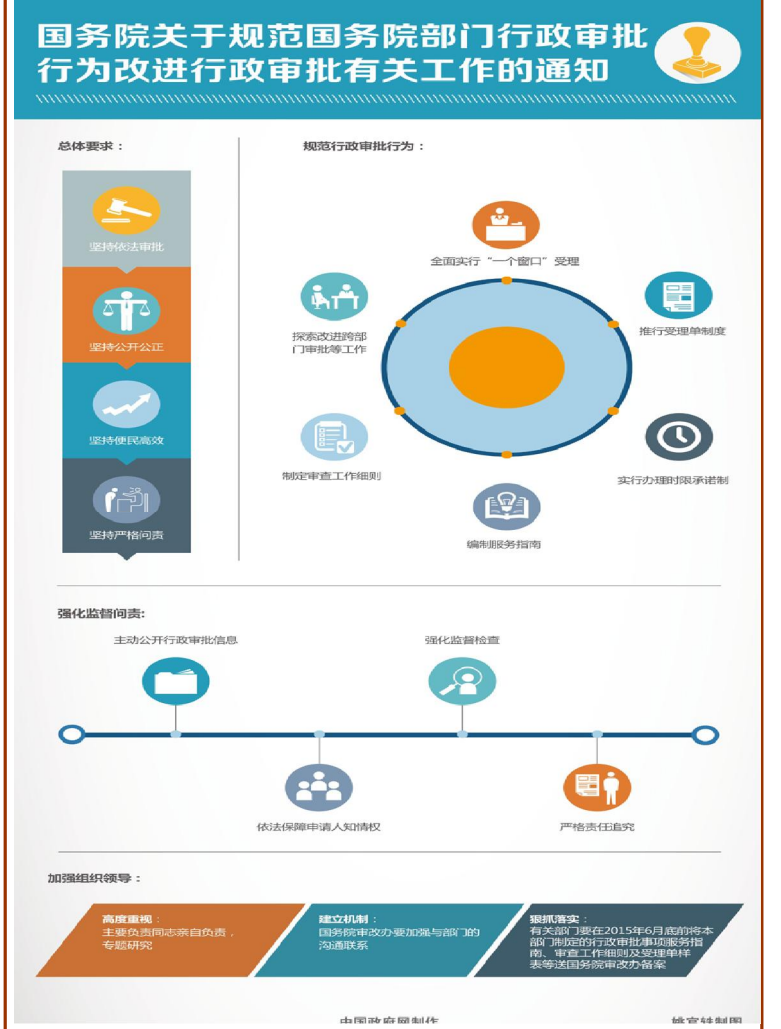 国务院关于规范国务院部门行政审批
行为改进行政审批有关工作的通知
总体要求：
坚持依法审批
坚持公开公正
坚持便民高效
坚持严格问责
规范行政审批行为：
全面实行“一个窗口”受理
推行受理单制度
实行办理时限承诺制
编制服务指南
制定审查工作细则
探索改进跨部
门审批等工作
强化监督问责:
主动公开行政审批信息
强化监督检查
依法保障申请人知情权
严格责任追究
加强组织领导：
高度重视：
主要负责同志亲自负责，
专题研究
建立机制：
国务院审改办要加强与部门的
沟通联系
狠抓落实：
有关部门要在2015年6月底前将本
部门制定的行政审批事项服务指
南、审查工作细则及受理单样
表等送国务院审改办备案
中国政府网制作